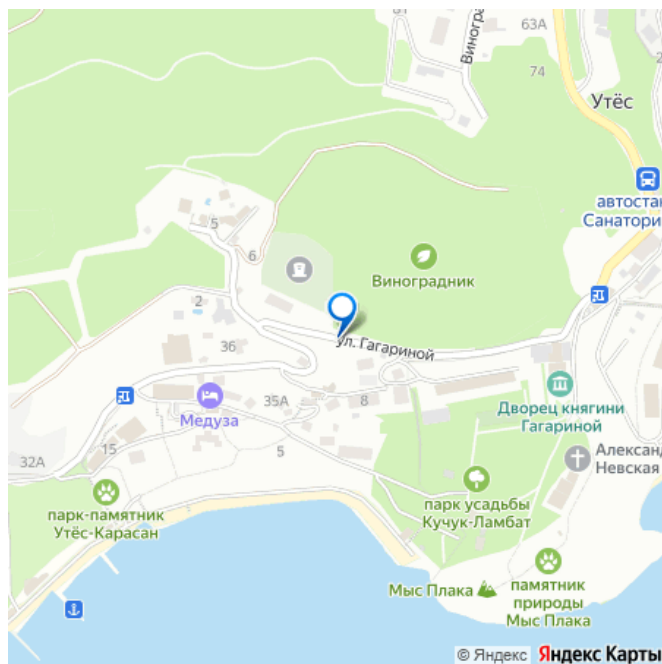 63А
Виногра
74
Утёс
автостан
Санатори
5
6
Виноградник
2
ул. Гагариной
36
35А
8
Медуза
Дворец княгини
Гагариной
15
5
32А
Александ
Невская
парк-памятник
Утёс-Карасан
парк усадьбы
Кучук-Ламбат
Мыс Плака
памятник
природы
Мыс Плака
© Яндекс Яндекс Карты